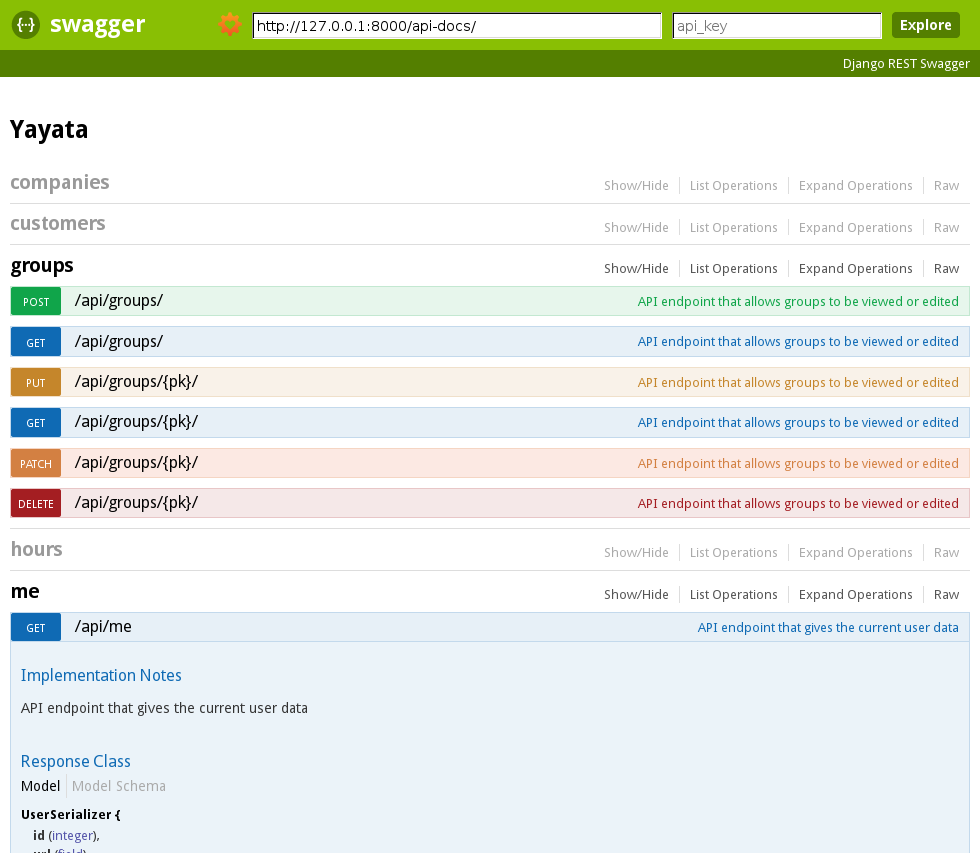 {···} swagger http://127.0.0.1:8000/api-docs/ api_key Explore
Django REST Swagger
Yayata
companies Show/Hide List Operations Expand Operations Raw
customers Show/Hide List Operations Expand Operations Raw
groups Show/Hide List Operations Expand Operations Raw
POST /api/groups/ API endpoint that allows groups to be viewed or edited
GET /api/groups/ API endpoint that allows groups to be viewed or edited
PUT /api/groups/{pk}/ API endpoint that allows groups to be viewed or edited
GET /api/groups/{pk}/ API endpoint that allows groups to be viewed or edited
PATCH /api/groups/{pk}/ API endpoint that allows groups to be viewed or edited
DELETE /api/groups/{pk}/ API endpoint that allows groups to be viewed or edited
hours Show/Hide List Operations Expand Operations Raw
me Show/Hide List Operations Expand Operations Raw
GET /api/me API endpoint that gives the current user data
Implementation Notes
API endpoint that gives the current user data
Response Class
Model Model Schema
UserSerializer {
id (integer),
url (field)